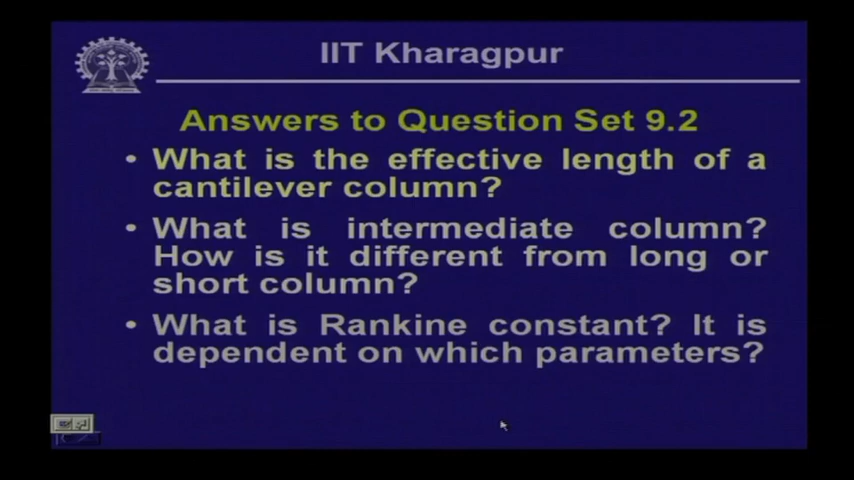 IIT Kharagpur
Answers to Question Set 9.2
• What is the effective length of a
cantilever column?
• What is intermediate column?
How is it different from long or
short column?
• What is Rankine constant? It is
dependent on which parameters?